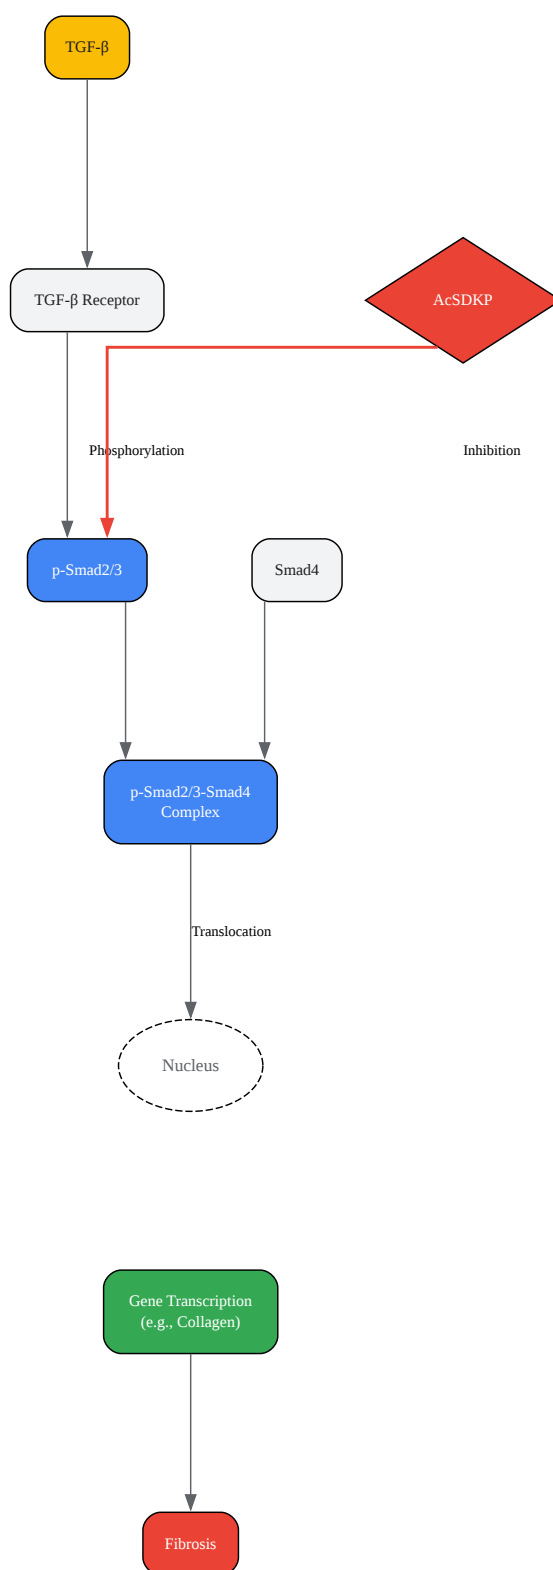 TGF-β
TGF-β Receptor
AcSDKP
Phosphorylation
Inhibition
p-Smad2/3
Smad4
p-Smad2/3-Smad4
Complex
Translocation
Nucleus
Gene Transcription
(e.g., Collagen)
Fibrosis